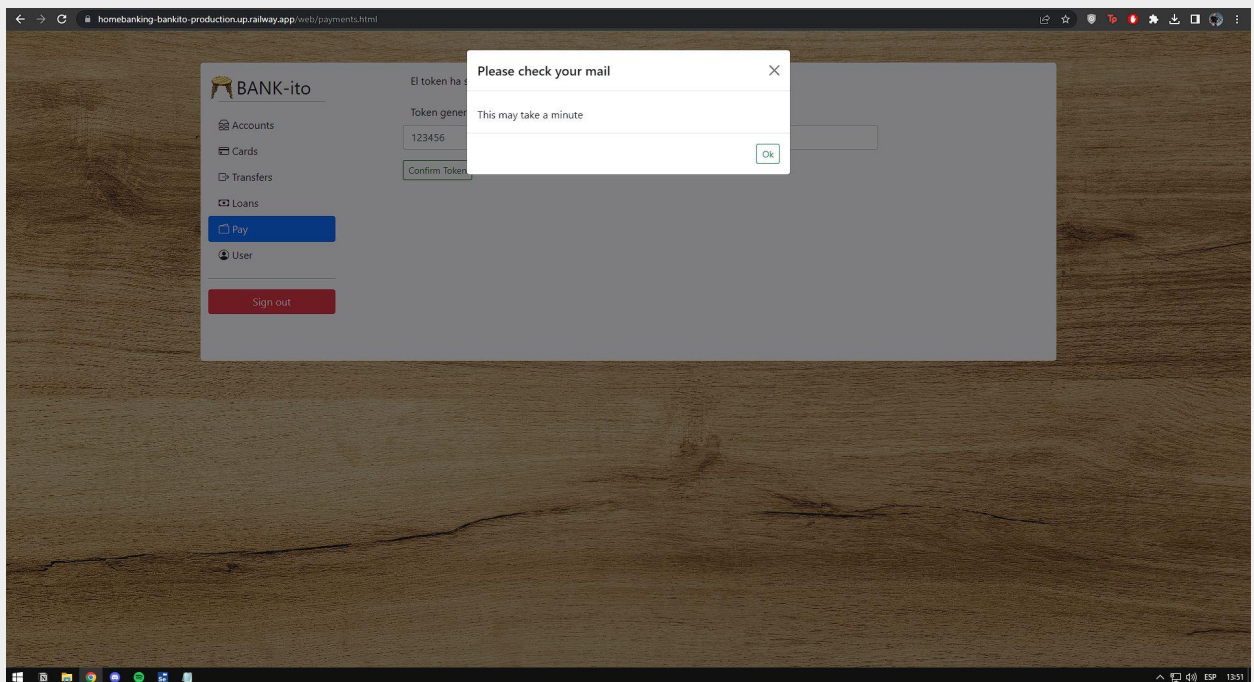 homebanking-bankito-production.up.railway.app/web/payments.html
BANK-ito
Accounts
Cards
Transfers
Loans
Pay
User
Sign out
El token ha s
Token gener
123456
Confirm Token
Please check your mail
This may take a minute
Ok
ESP 13:51